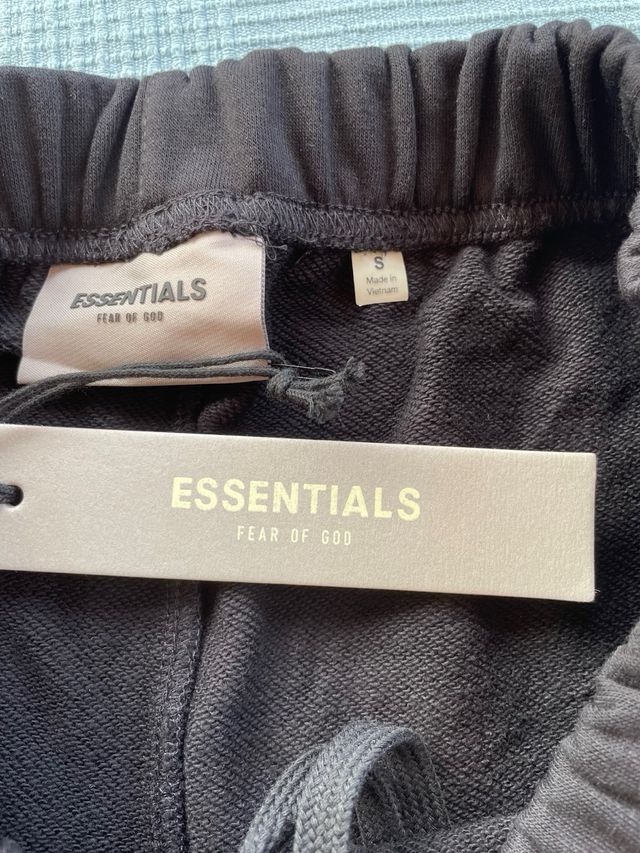 ESSENTIALS
FEAR OF GOD
S
Made in
Vietnam
ESSENTIALS
FEAR OF GOD